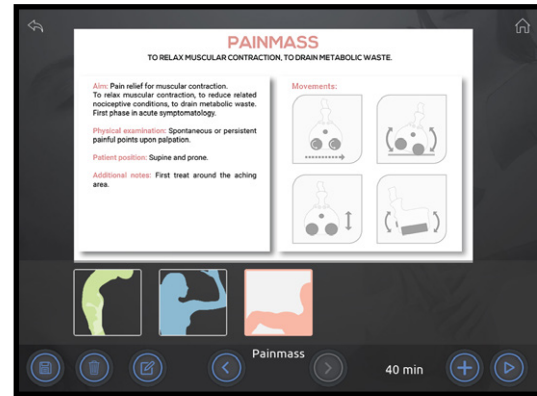 PAINMASS
TO RELAX MUSCULAR CONTRACTION, TO DRAIN METABOLIC WASTE.
Aim: Pain relief for muscular contraction.
To relax muscular contraction, to reduce related
nociceptive conditions, to drain metabolic waste.
First phase in acute symptomatology.
Physical examination: Spontaneous or persistent
painful points upon palpation.
Patient position: Supine and prone.
Additional notes: First treat around the aching
area.
Movements:
Painmass
40 min